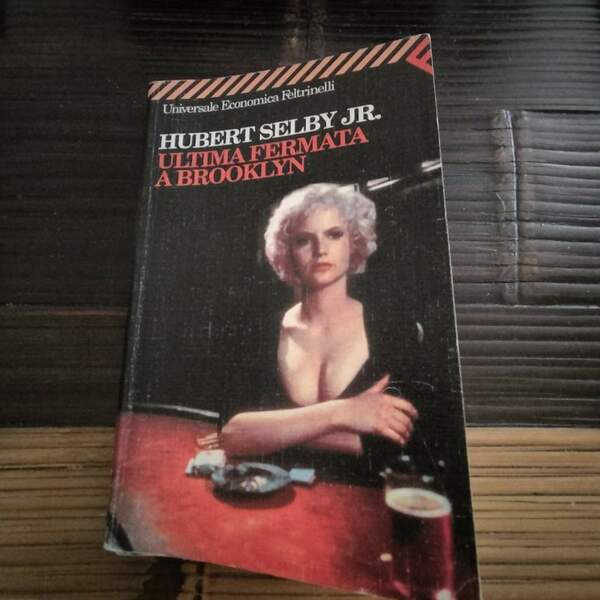 Universale Economica Feltrinelli
HUBERT SELBY JR.
ULTIMA FERMATA
A BROOKLYN